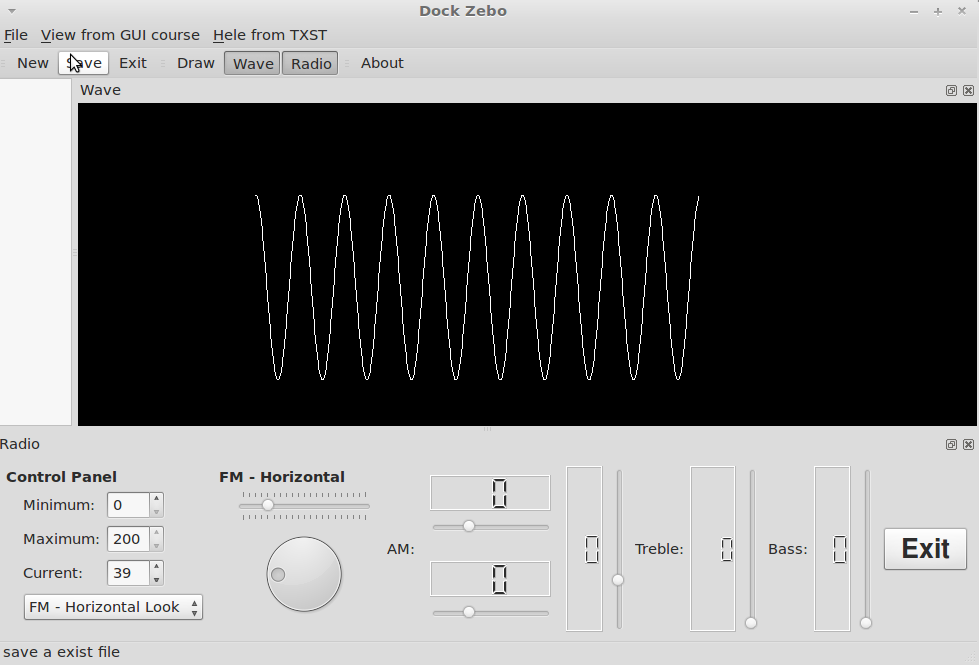 Dock Zebo
File View from GUI course Hele from TXST
New Save Exit Draw Wave Radio About
Wave
Radio
Control Panel
Minimum: 0
Maximum: 200
Current: 39
FM - Horizontal Look
FM - Horizontal
AM:
0
0
0
Treble:
0
Bass:
0
Exit
save a exist file